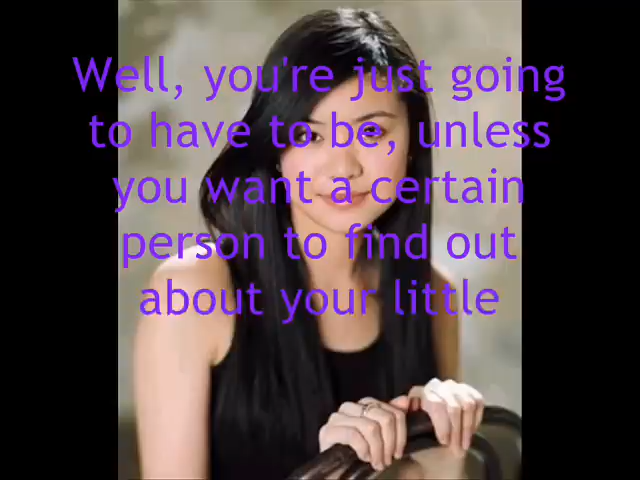 Well, you're just going
to have to be, unless
you want a certain
person to find out
about your little